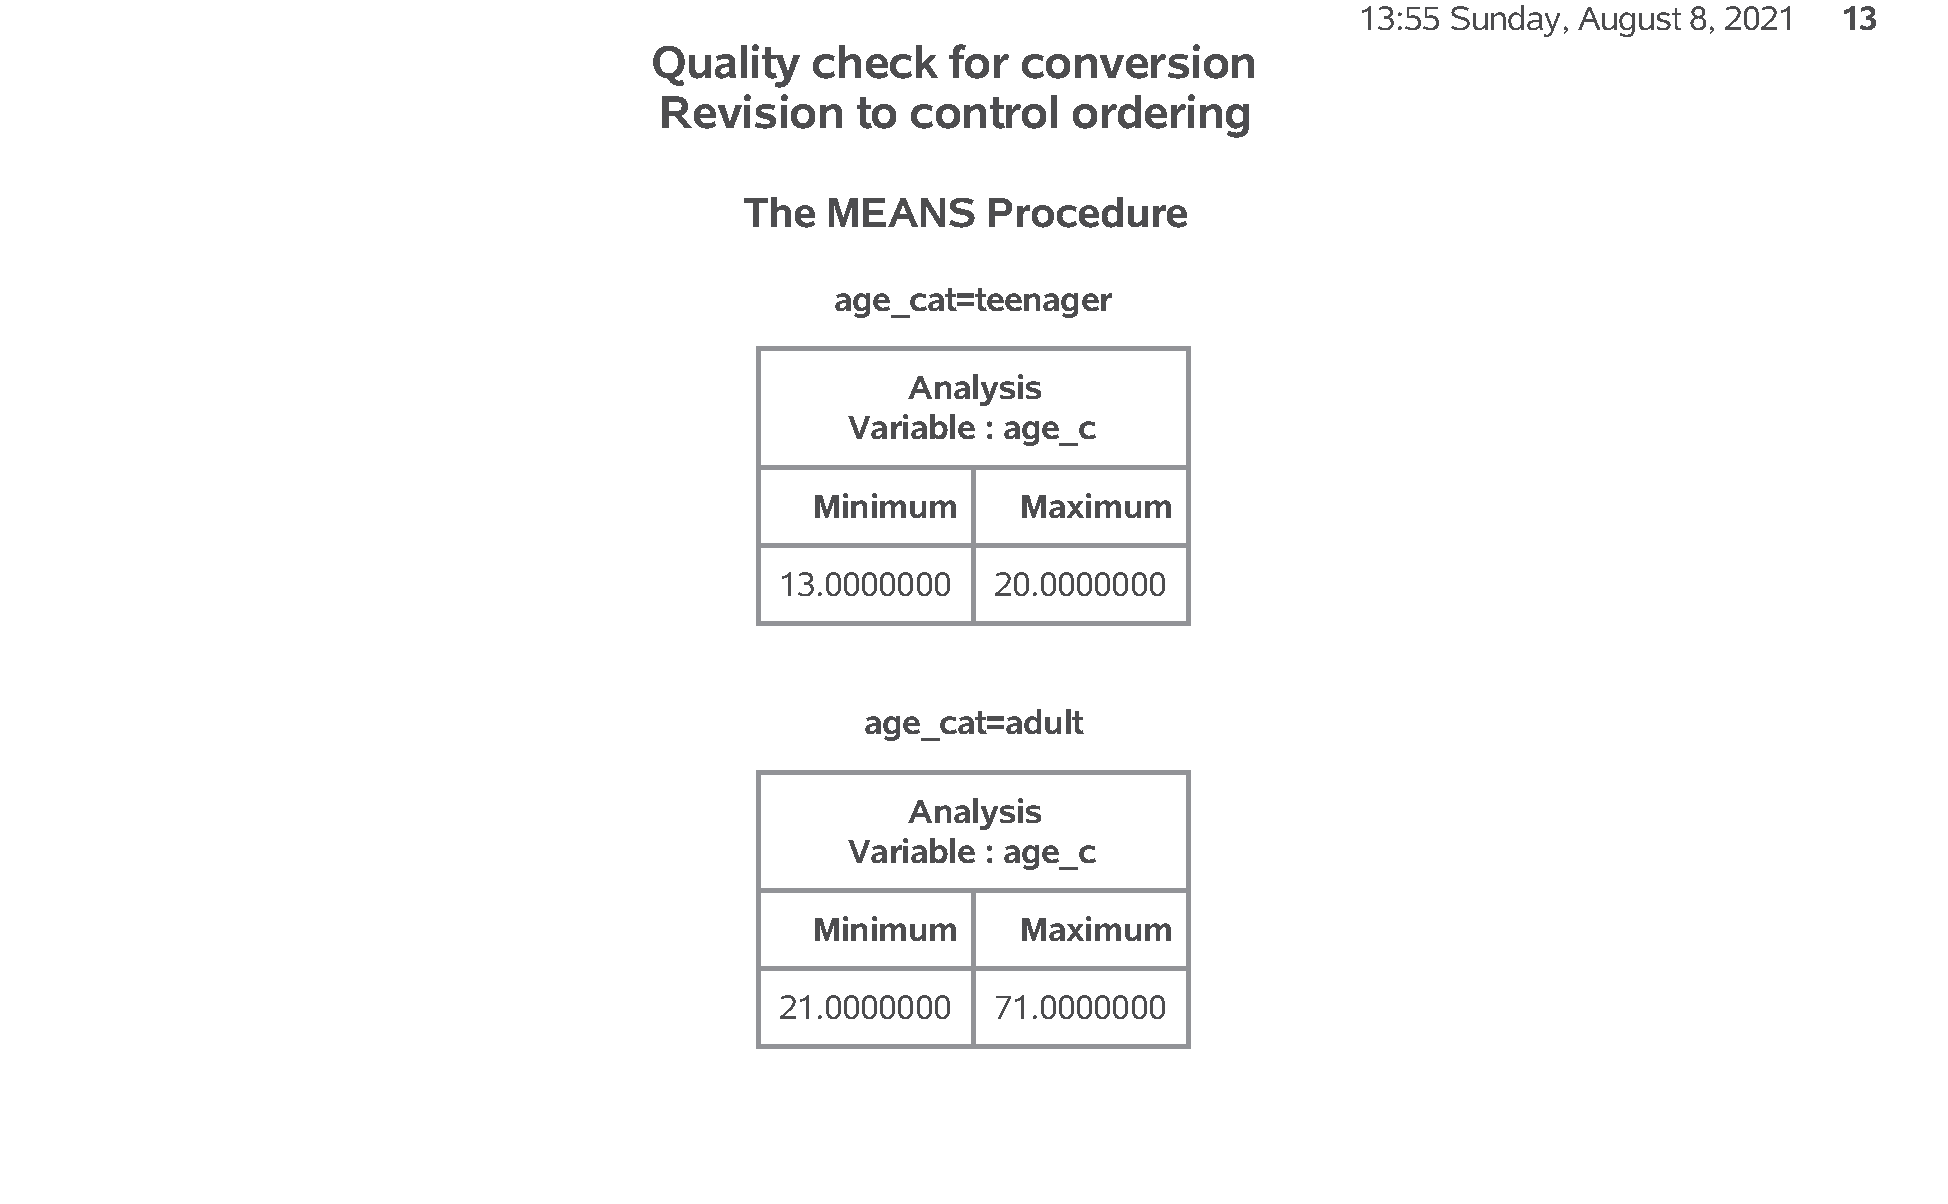 13:55 Sunday, August 8, 2021 13
Quality check for conversion
Revision to control ordering
The MEANS Procedure
age_cat=teenager
Analysis
Variable : age_c
Minimum Maximum
13.0000000 20.0000000
age_cat=adult
Analysis
Variable : age_c
Minimum Maximum
21.0000000 71.0000000